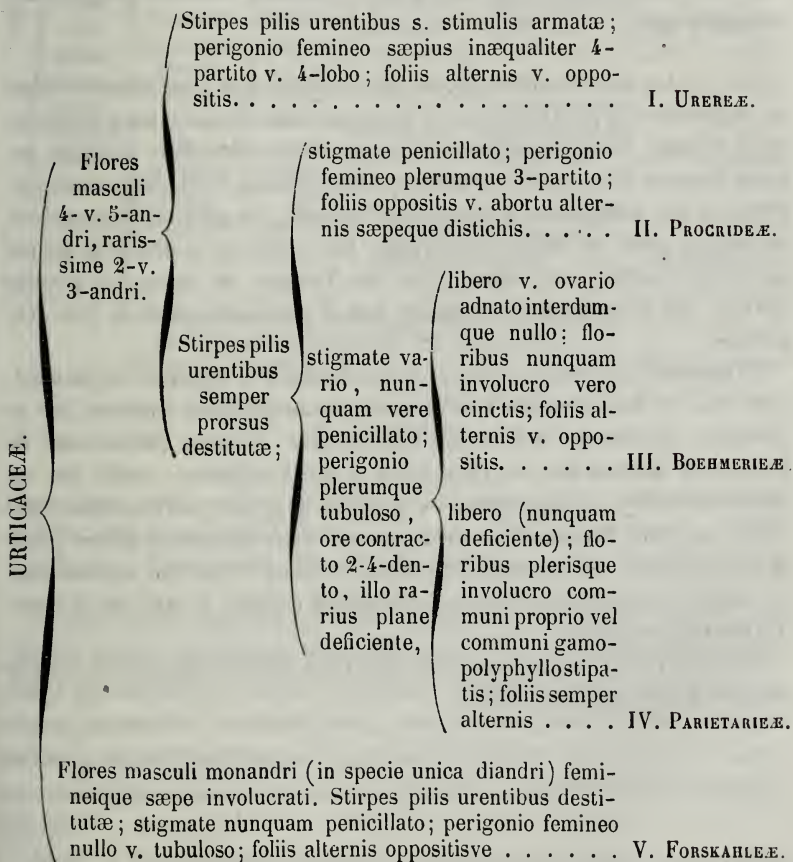 URTICACEÆ.
Flores
masculi
4- v. 5-an-
dri, raris-
sime 2-v.
3-andri.
Stirpes pilis urentibus s. stimulis armatæ;
perigonio femineo sæpius inæqualiter 4-
partito v. 4-lobo; foliis alternis v. oppo-
sitis. . . . . . . . . . . . . . . . . . . . I. UREREÆ.
Stirpes pilis
urentibus
semper
prorsus
destitutæ;
stigmate penicillato; perigonio
femineo plerumque 3-partito;
foliis oppositis v. abortu alter-
nis sæpeque distichis. . . . . . II. PROCRIDEÆ.
stigmate va-
rio, nun-
quam vere
penicillato;
perigonio
plerumque
tubuloso,
ore contrac-
to 2-4-den-
to, illo ra-
rius plane
deficiente,
libero v. ovario
adnato interdum-
que nullo; flo-
ribus nunquam
involucro vero
cinctis; foliis al-
ternis v. oppo-
sitis. . . . . . III. BOEHMERIEÆ.
libero (nunquam
deficiente); flo-
ribus plerisque
involucro com-
muni proprio vel
communi gamo-
polyphyllo stipa-
tis; foliis semper
alternis . . . . IV. PARIETARIEÆ.
Flores masculi monandri (in specie unica diandri) femi-
neique sæpe involucrati. Stirpes pilis urentibus desti-
tutæ; stigmate nunquam penicillato; perigonio femineo
nullo v. tubuloso; foliis alternis oppositisve . . . . . . V. FORSKAHLEÆ.